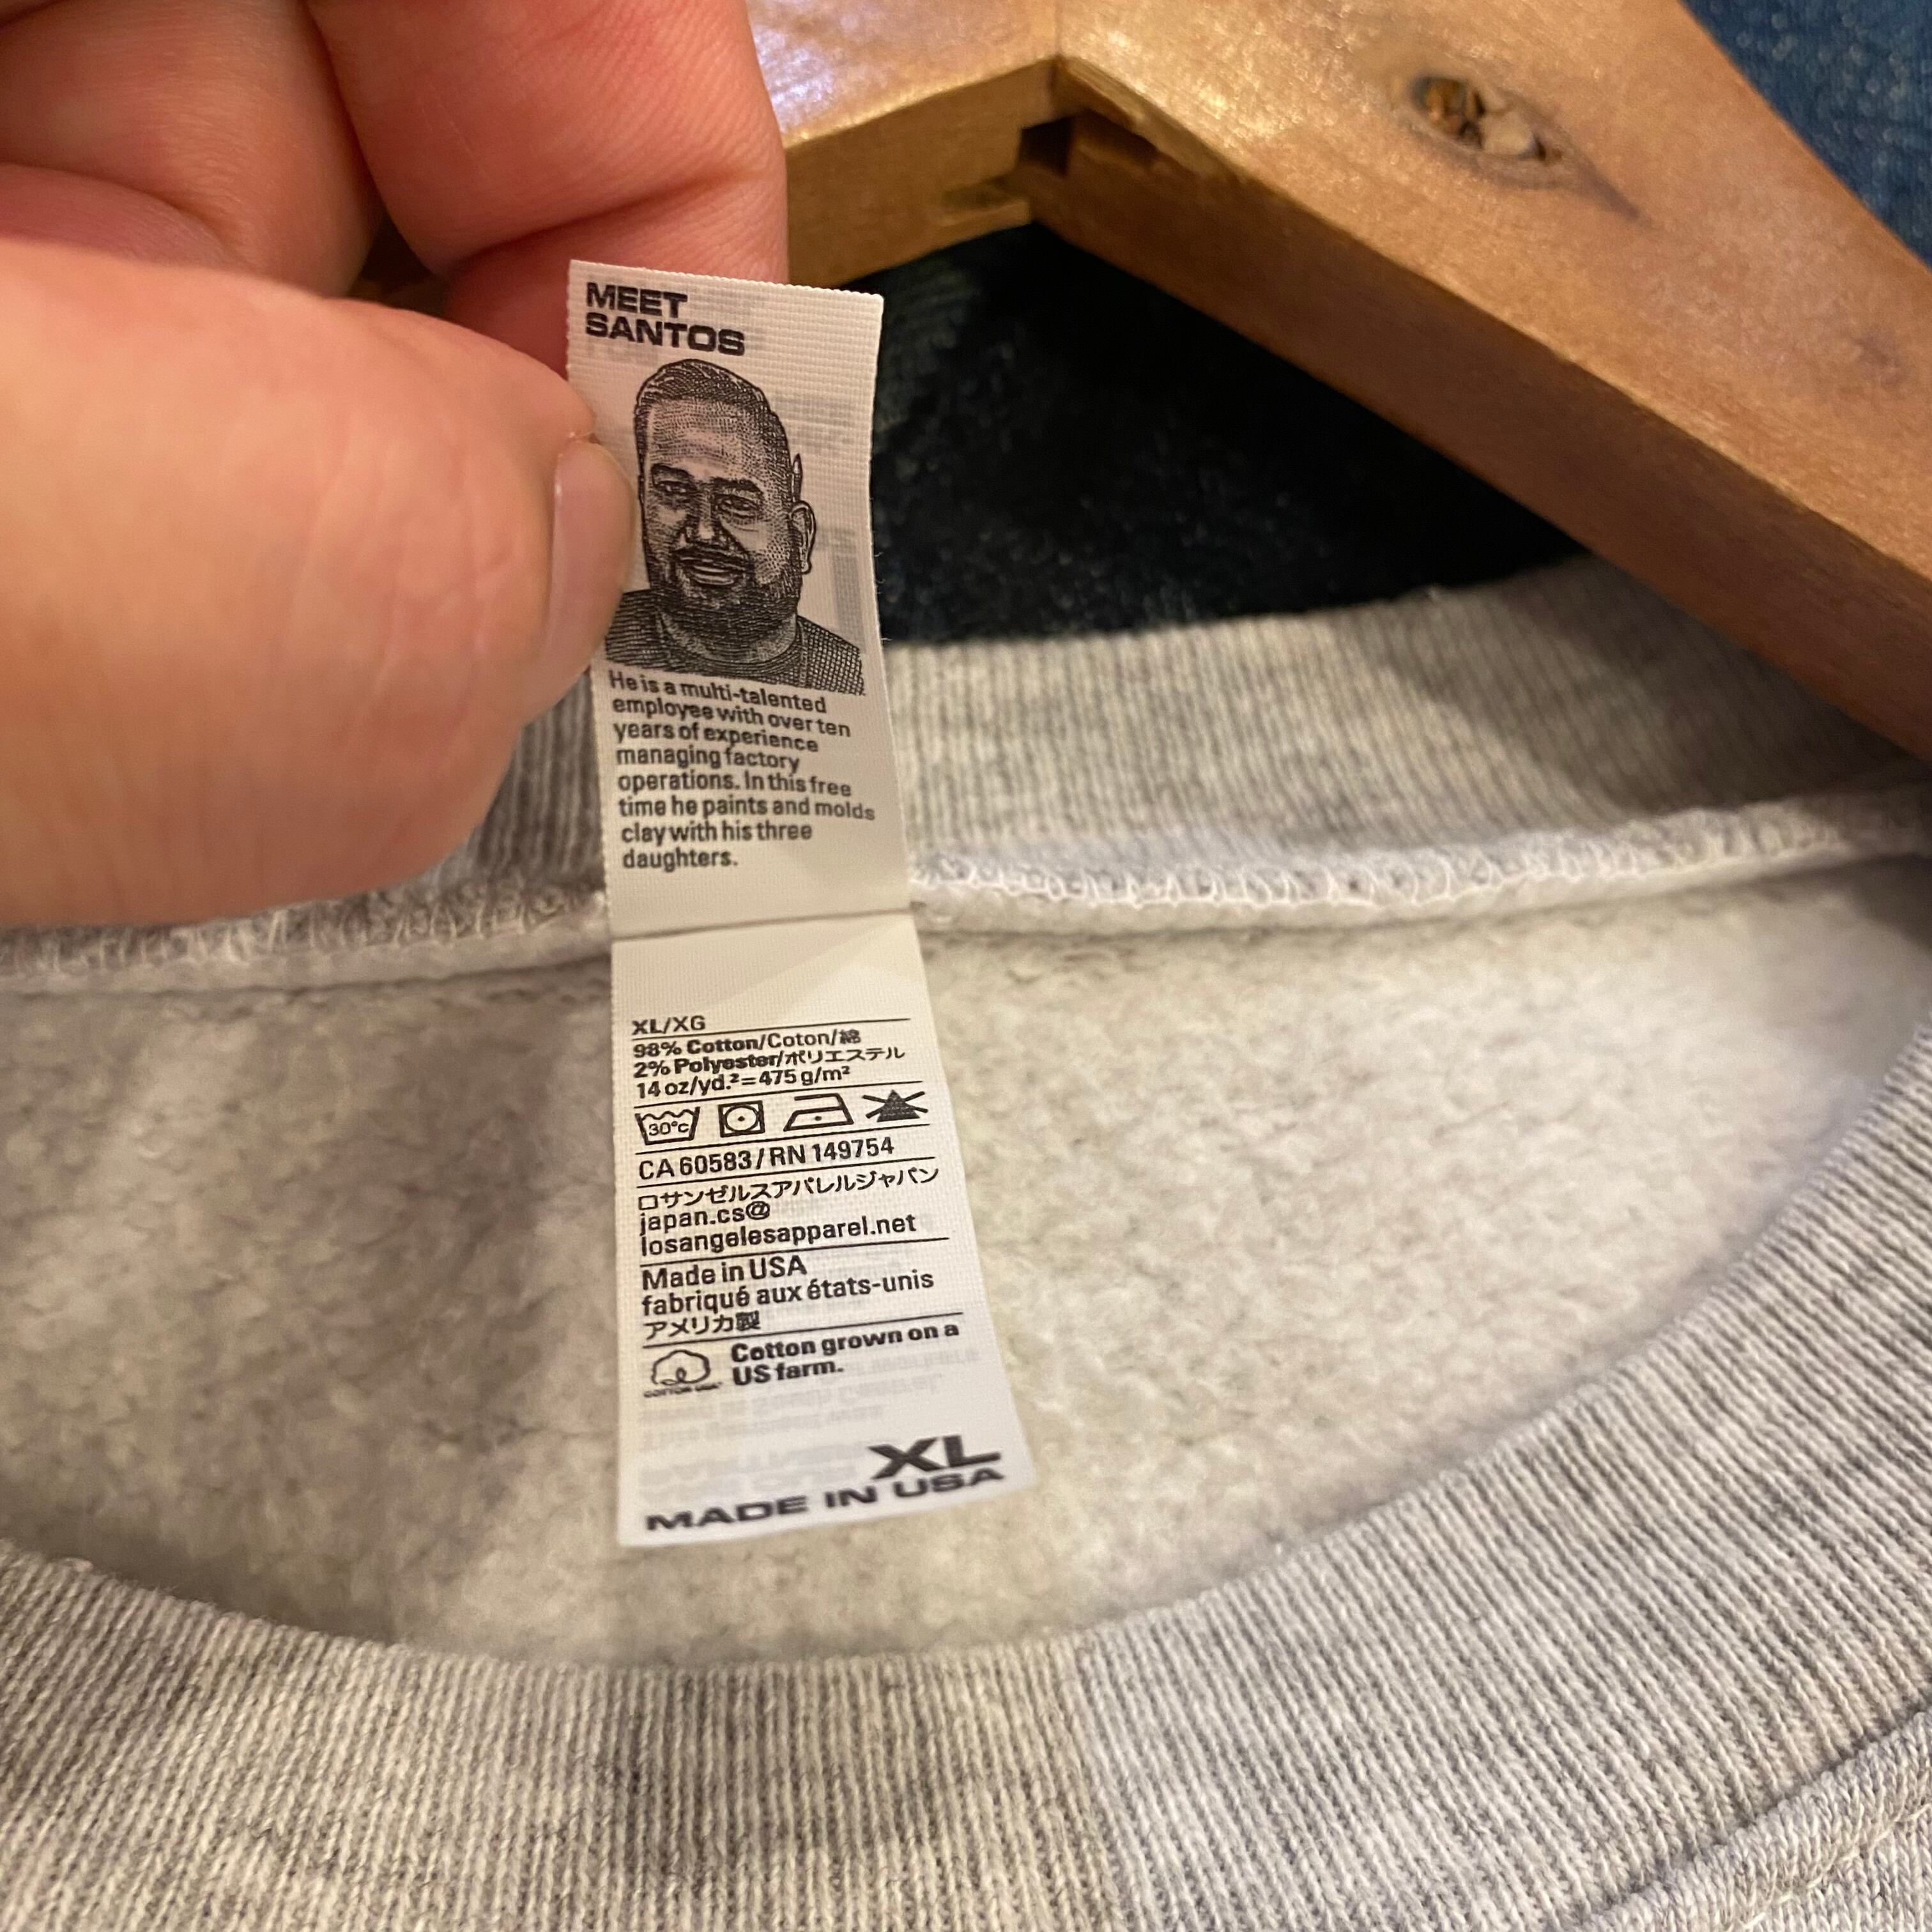 MEET
SANTOS
He is a multi-talented
employee with over ten
years of experience
managing factory
operations. In this free
time he paints and molds
clay with his three
daughters.
XL/XG
98% Cotton/Coton/綿
2% Polyester/ポリエステル
14 oz/yd.²=475 g/m²
30°c
CA 60583 / RN 149754
ロサンゼルスアパレルジャパン
japan.cs@
losangelesapparel.net
Made in USA
fabriqué aux états-unis
アメリカ製
Cotton grown on a
US farm.
COTTON USA
XL
MADE IN USA